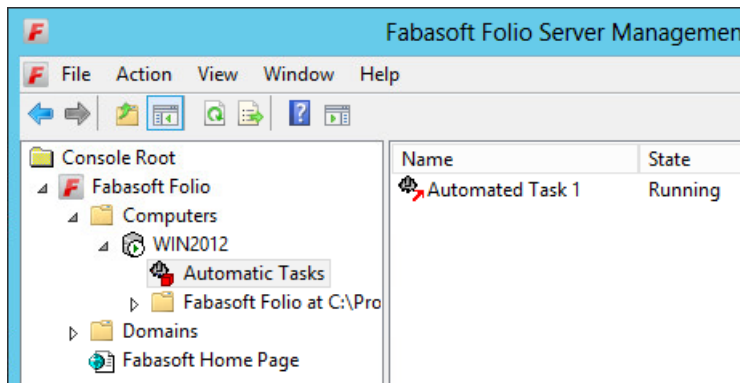 Fabasoft Folio Server Managemen
File Action View Window Help
Console Root
Fabasoft Folio
Computers
WIN2012
Automatic Tasks
Fabasoft Folio at C:\Pro
Domains
Fabasoft Home Page
Name State
Automated Task 1 Running